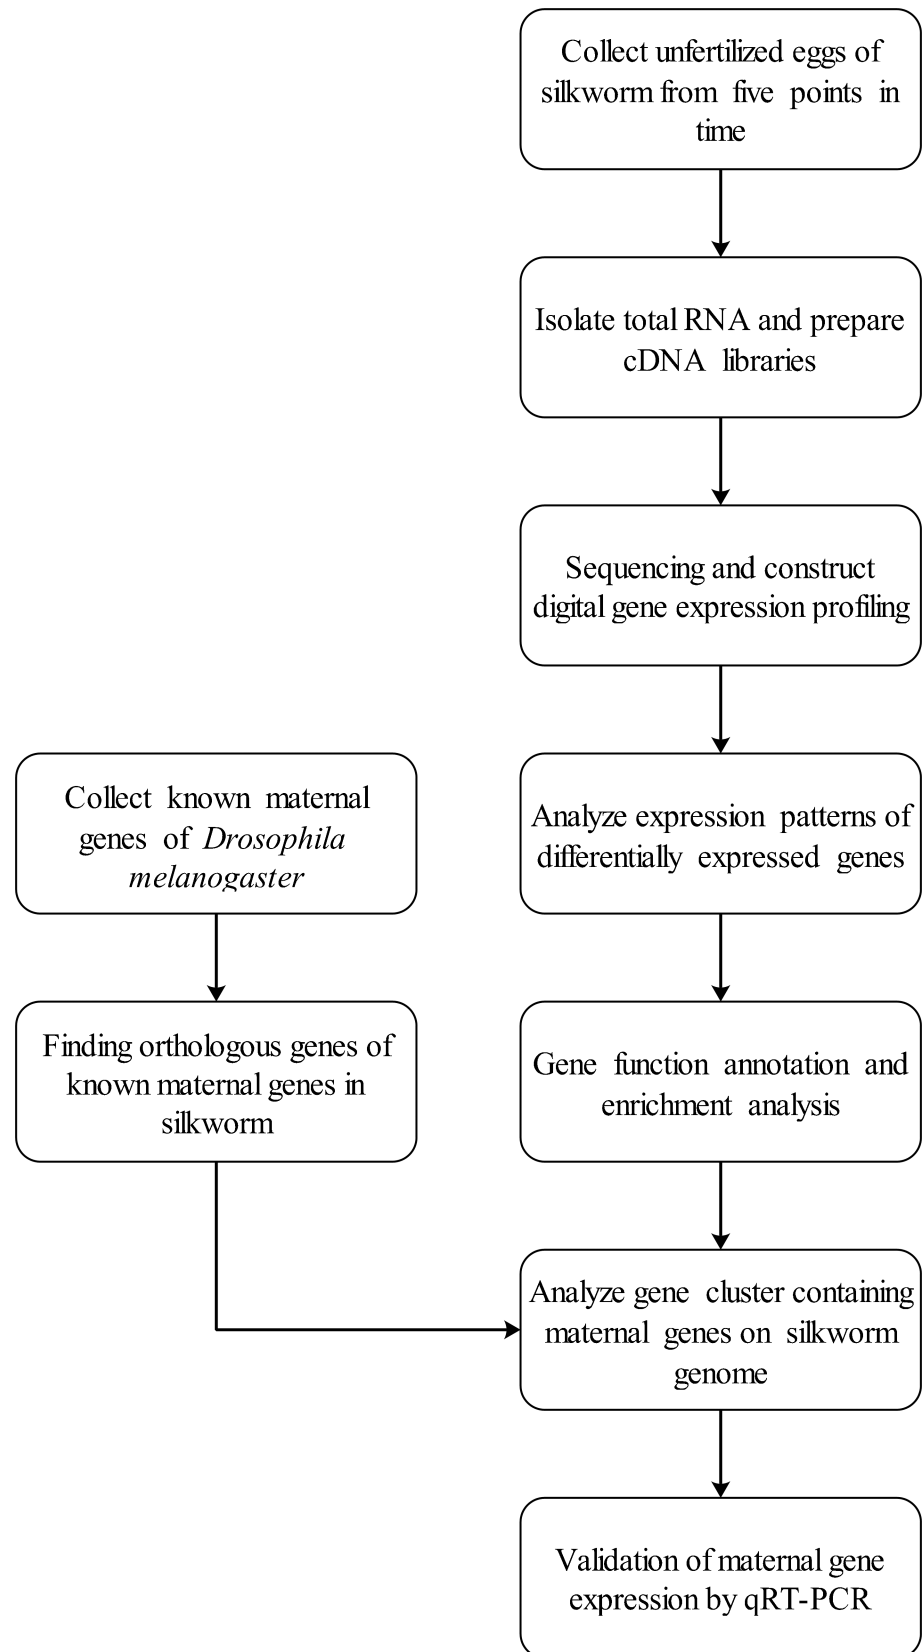 Collect unfertilized eggs of
silkworm from five points in
time
Isolate total RNA and prepare
cDNA libraries
Sequencing and construct
digital gene expression profiling
Collect known maternal
genes of Drosophila
melanogaster
Analyze expression patterns of
differentially expressed genes
Finding orthologous genes of
known maternal genes in
silkworm
Gene function annotation and
enrichment analysis
Analyze gene cluster containing
maternal genes on silkworm
genome
Validation of maternal gene
expression by qRT-PCR